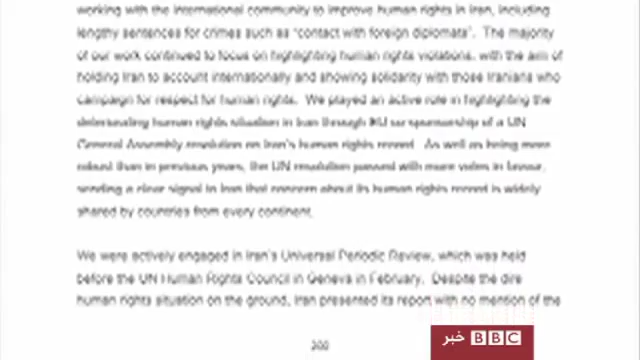 working with the international community to improve human rights in Iran, including
lengthy sentences for crimes such as "contact with foreign diplomats". The majority
of our work continued to focus on highlighting human rights violations, with the aim of
holding Iran to account internationally and showing solidarity with those Iranians who
campaign for respect for human rights. We played an active role in highlighting the
deteriorating human rights situation in Iran through EU co-sponsorship of a UN
General Assembly resolution on Iran's human rights record. As well as being more
robust than in previous years, the UN resolution passed with more votes in favour,
sending a clear signal to Iran that concern about its human rights record is widely
shared by countries from every continent.
We were actively engaged in Iran's Universal Periodic Review, which was held
before the UN Human Rights Council in Geneva in February. Despite the dire
human rights situation on the ground, Iran presented its report with no mention of the
200
خبر BBC